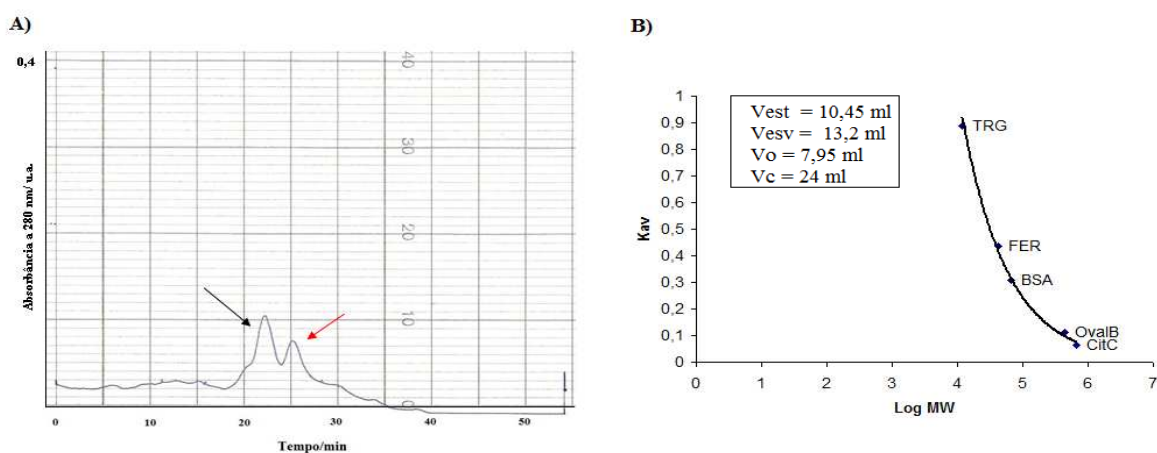 A)
0,4
Absorbância a 280 nm/ u.a.
40
30
20
10
0
0 10 20 30 40 50
Tempo/min
B)
Vest = 10,45 ml
Vesv = 13,2 ml
Vo = 7,95 ml
Vc = 24 ml
Kav
1
0,9
0,8
0,7
0,6
0,5
0,4
0,3
0,2
0,1
0
TRG
FER
BSA
OvalB
CitC
0 1 2 3 4 5 6 7
Log MW